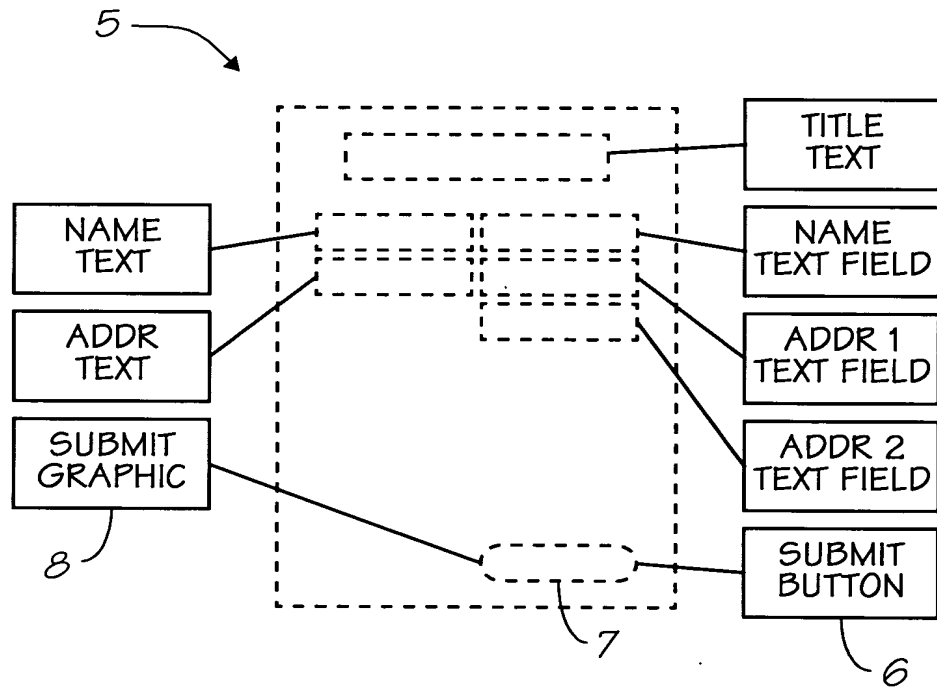 5
TITLE
TEXT
NAME
TEXT
NAME
TEXT FIELD
ADDR
TEXT
ADDR 1
TEXT FIELD
SUBMIT
GRAPHIC
ADDR 2
TEXT FIELD
8
SUBMIT
BUTTON
7
6